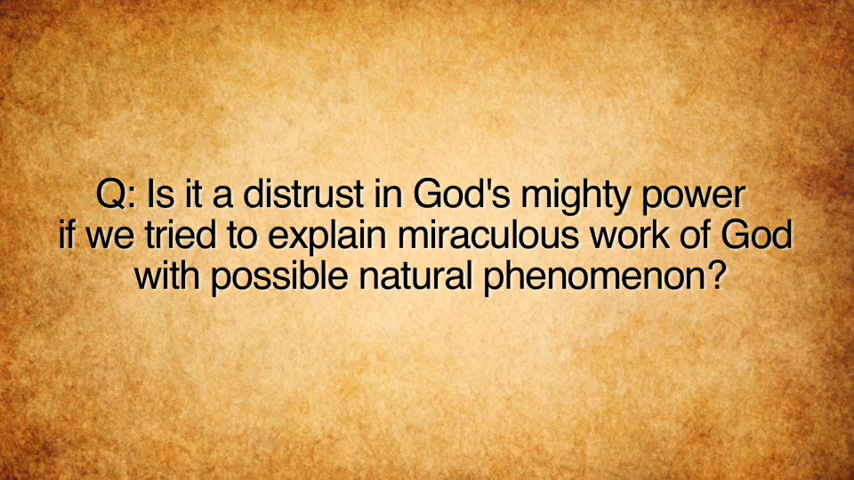 Q: Is it a distrust in God's mighty power
if we tried to explain miraculous work of God
with possible natural phenomenon?